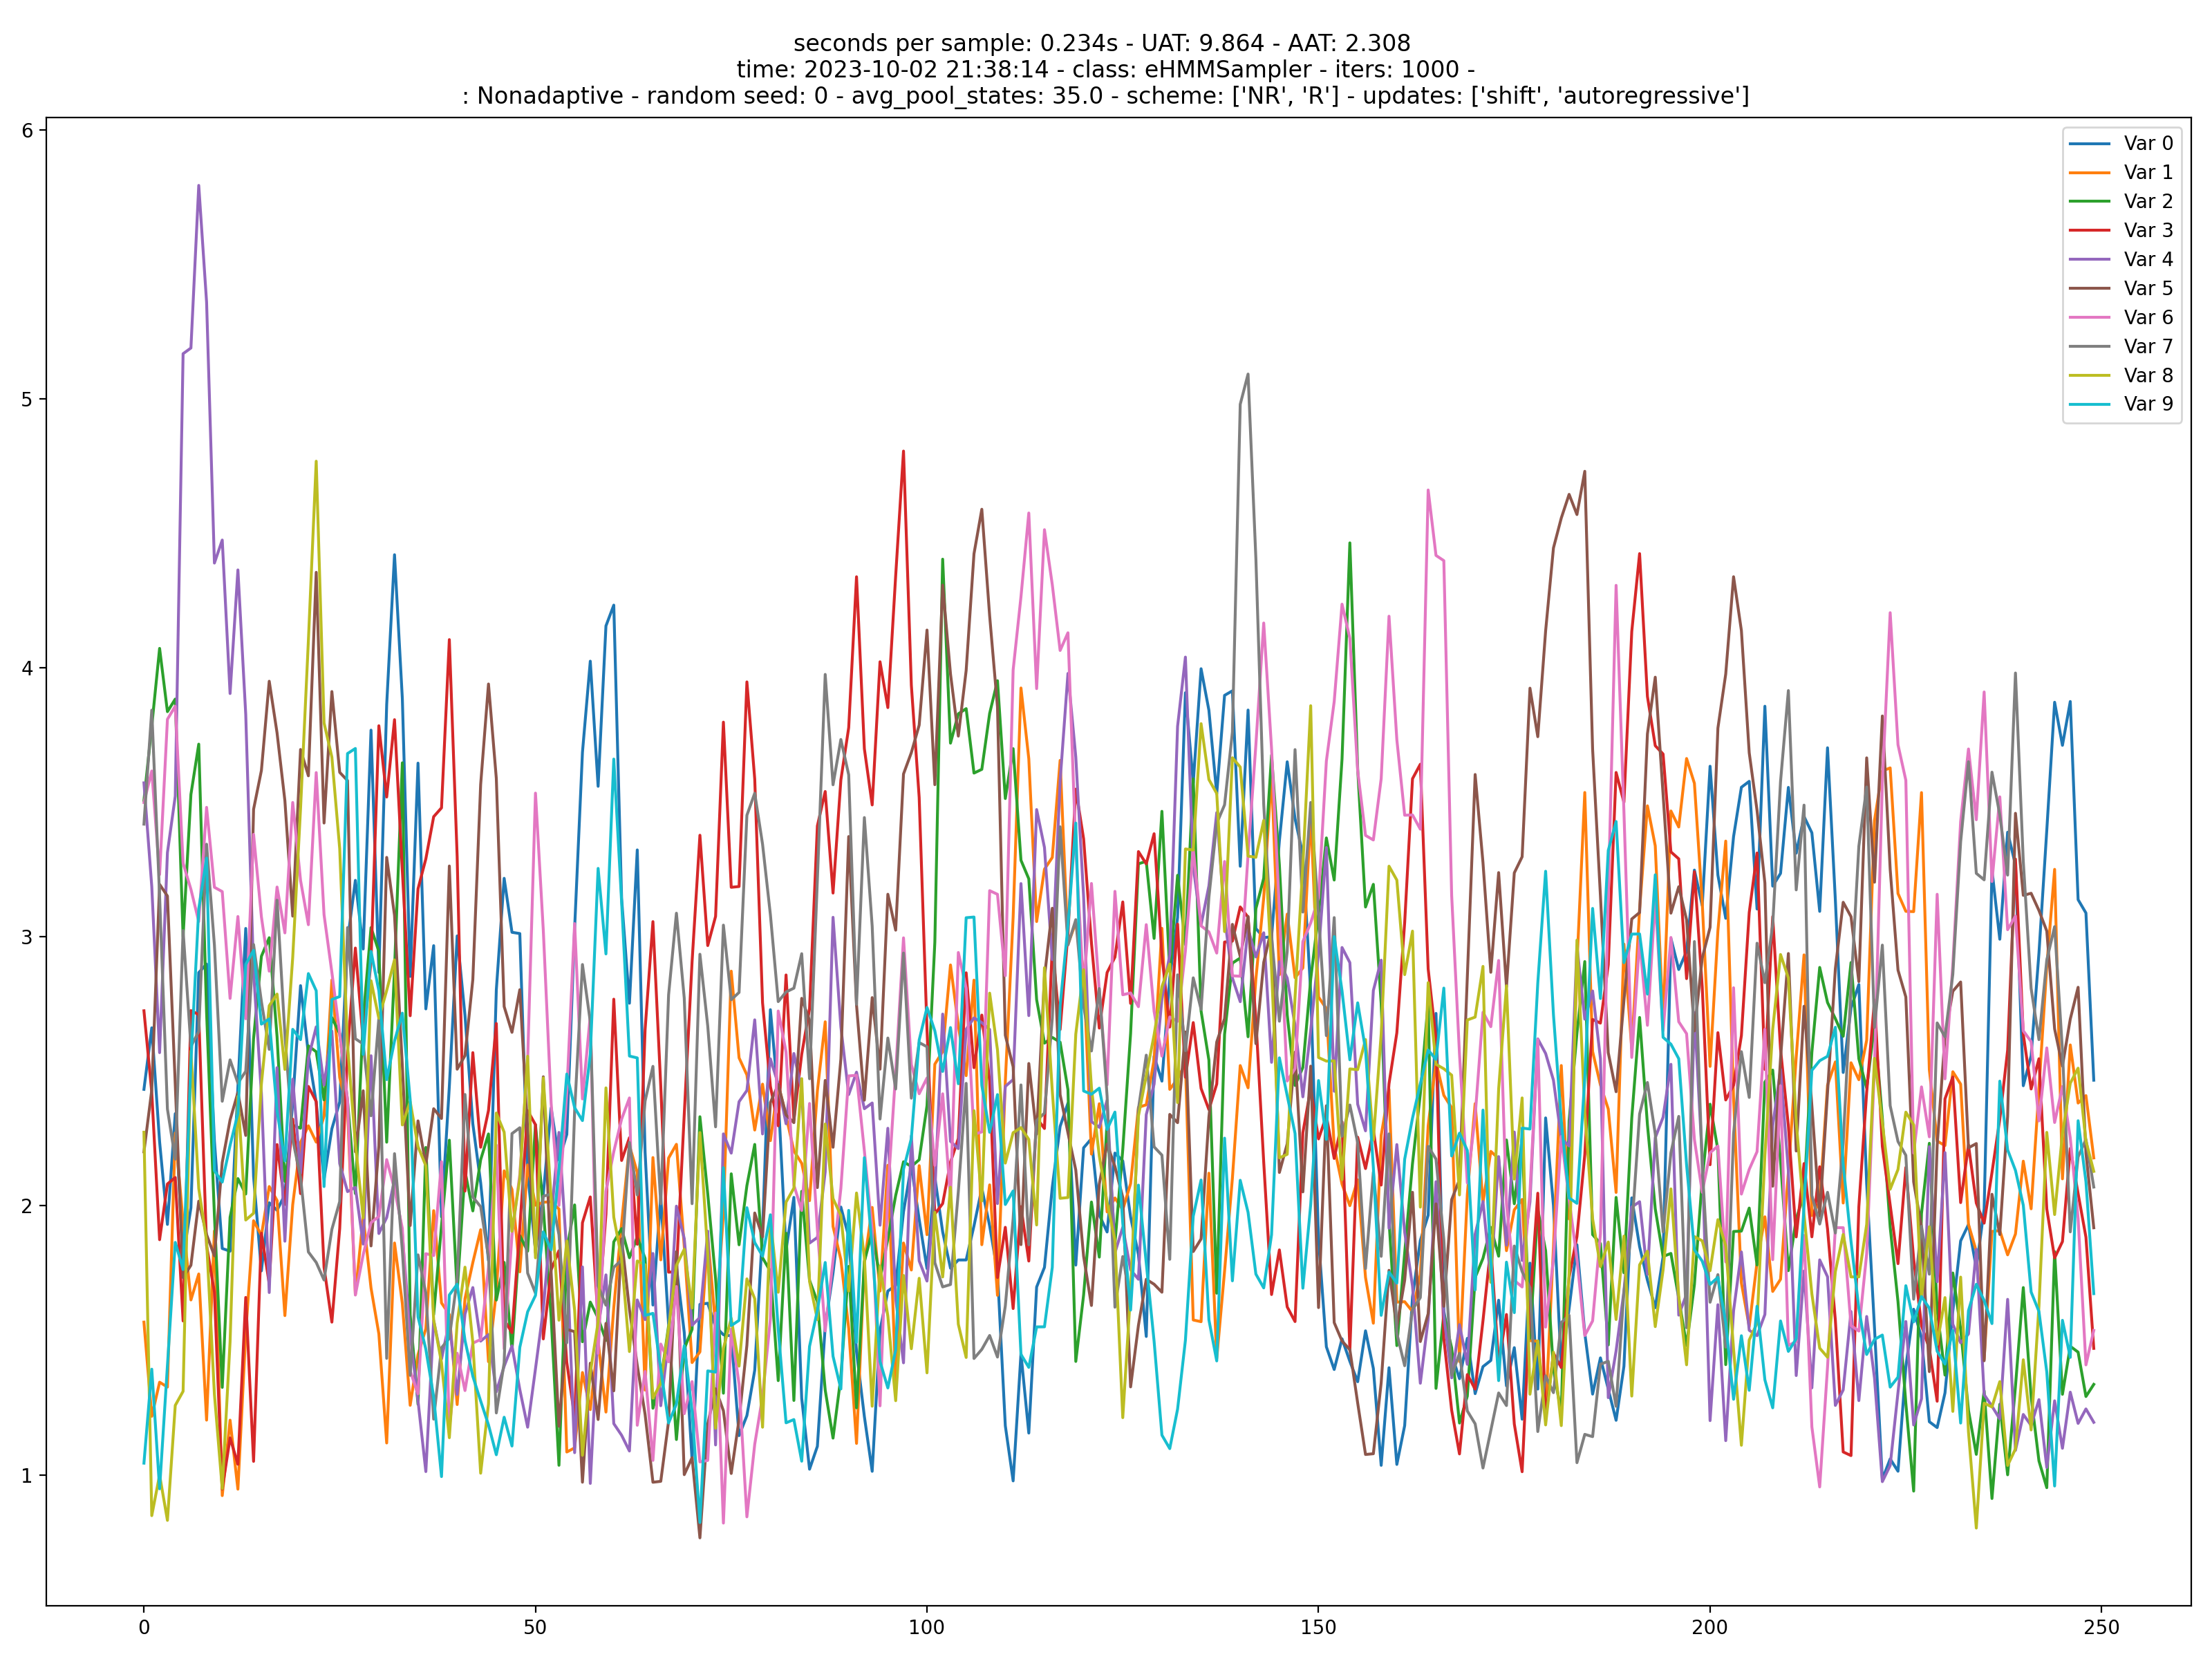 seconds per sample: 0.234s - UAT: 9.864 - AAT: 2.308
time: 2023-10-02 21:38:14 - class: eHMMSampler - iters: 1000 -
: Nonadaptive - random seed: 0 - avg_pool_states: 35.0 - scheme: ['NR', 'R'] - updates: ['shift', 'autoregressive']
6
5
4
3
2
1
Var 0
Var 1
Var 2
Var 3
Var 4
Var 5
Var 6
Var 7
Var 8
Var 9
0 50 100 150 200 250